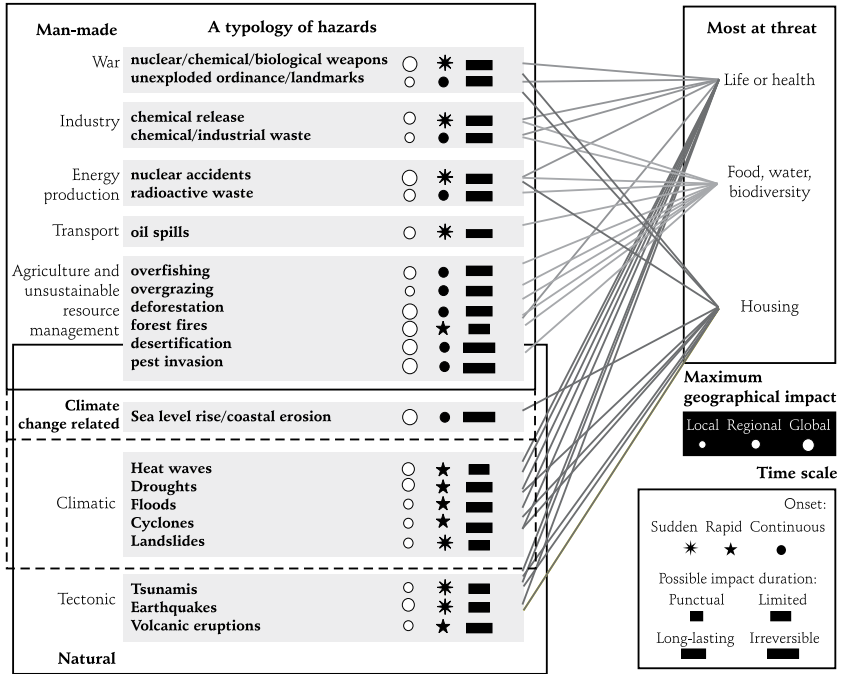 Man-made
A typology of hazards
War
nuclear/chemical/biological weapons
unexploded ordinance/landmarks
Industry
chemical release
chemical/industrial waste
Energy
production
nuclear accidents
radioactive waste
Transport
oil spills
Agriculture and
unsustainable
resource
management
overfishing
overgrazing
deforestation
forest fires
desertification
pest invasion
Climate
change related
Sea level rise/coastal erosion
Climatic
Heat waves
Droughts
Floods
Cyclones
Landslides
Tectonic
Tsunamis
Earthquakes
Volcanic eruptions
Natural
Most at threat
Life or health
Food, water,
biodiversity
Housing
Maximum
geographical impact
Local Regional Global
Time scale
Onset:
Sudden Rapid Continuous
Possible impact duration:
Punctual Limited
Long-lasting Irreversible